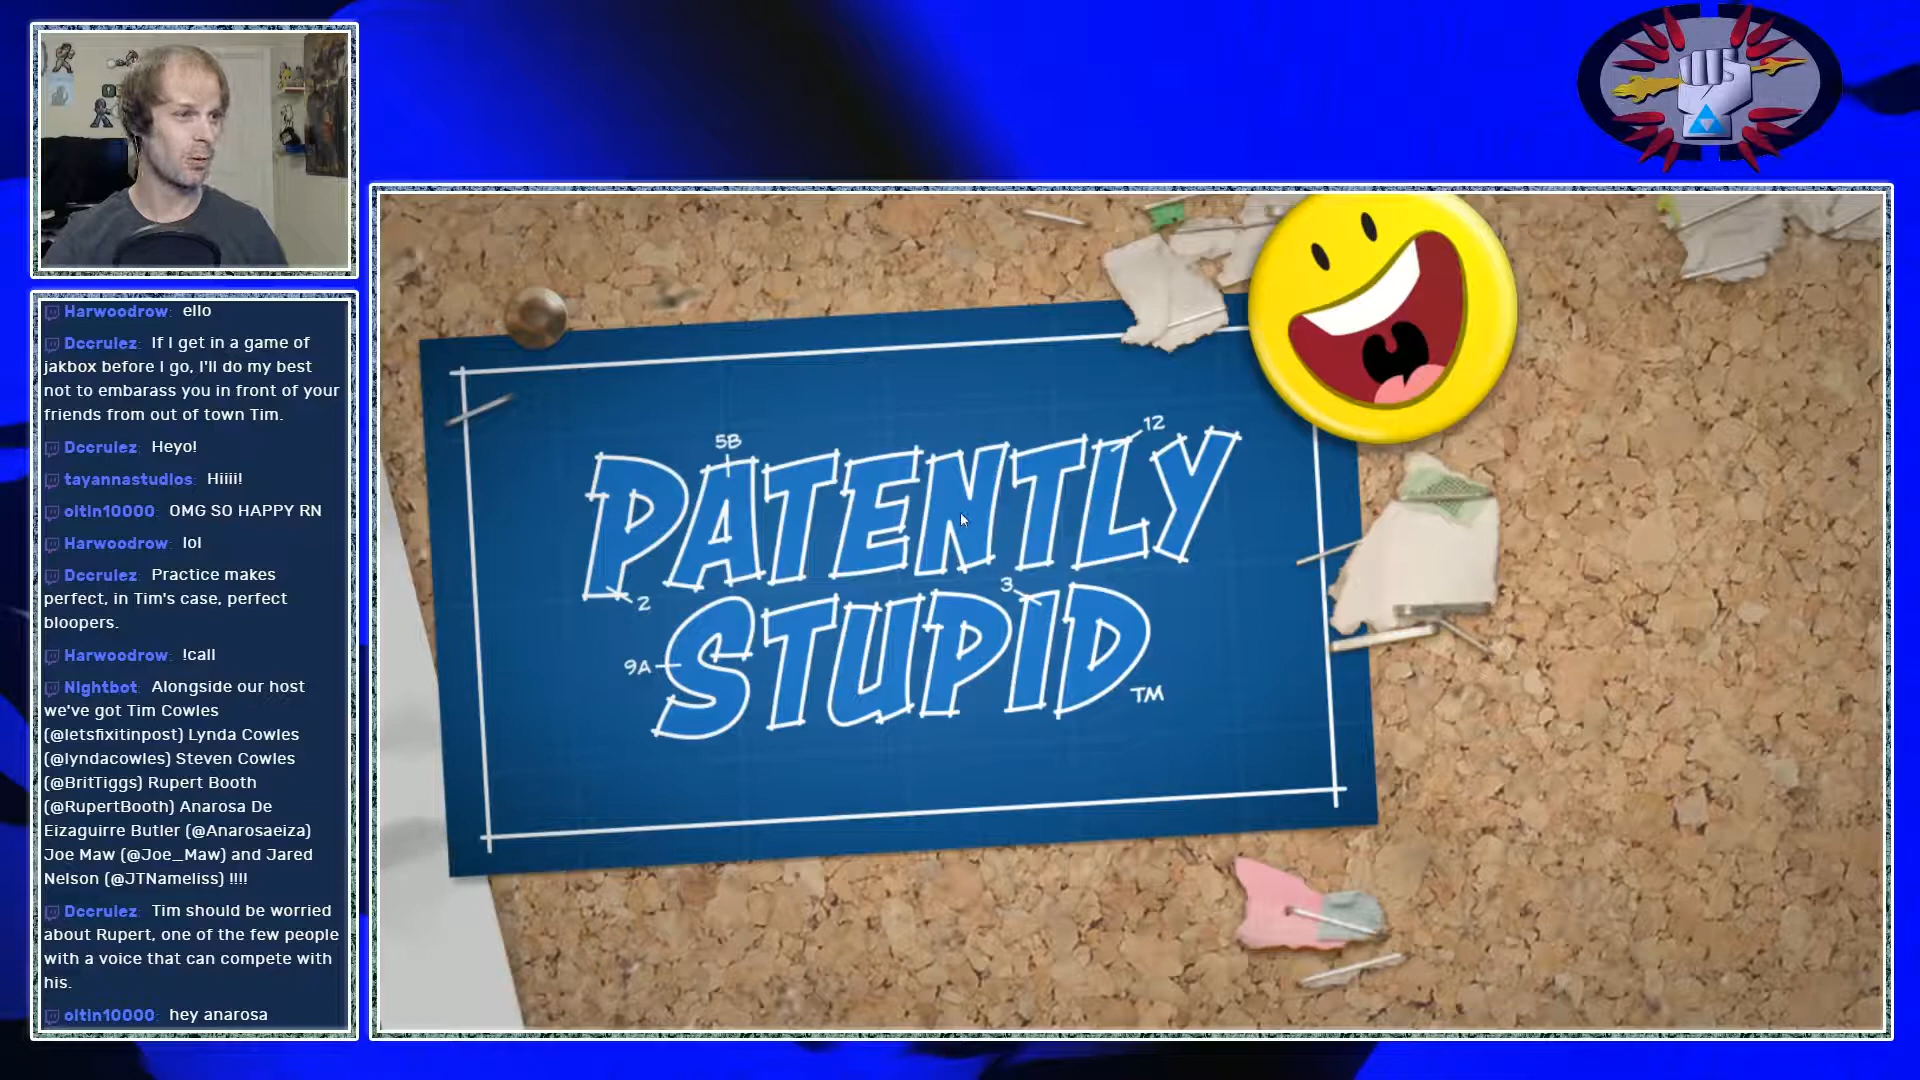 Harwoodrow: ello
Dccrulez: If I get in a game of
jakbox before I go, I'll do my best
not to embarass you in front of your
friends from out of town Tim.
Dccrulez: Heyo!
tayannastudios: Hiiii!
oltin10000: OMG SO HAPPY RN
Harwoodrow: lol
Dccrulez: Practice makes
perfect, in Tim's case, perfect
bloopers.
Harwoodrow: !call
Nightbot: Alongside our host
we've got Tim Cowles
(@letsfixitinpost) Lynda Cowles
(@lyndacowles) Steven Cowles
(@BritTiggs) Rupert Booth
(@RupertBooth) Anarosa De
Eizaguirre Butler (@Anarosaeiza)
Joe Maw (@Joe_Maw) and Jared
Nelson (@JTNameliss) !!!!
Dccrulez: Tim should be worried
about Rupert, one of the few people
with a voice that can compete with
his.
oltin10000: hey anarosa
5B
12
PATENTLY
2
3
9A
STUPID
TM